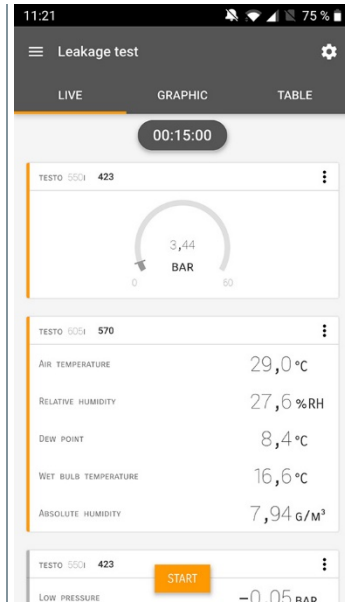 11:21 75 %
Leakage test
LIVE GRAPHIC TABLE
00:15:00
TESTO 550I 423
3,44
BAR
0 60
TESTO 605I 570
AIR TEMPERATURE 29,0 °C
RELATIVE HUMIDITY 27,6 %RH
DEW POINT 8,4 °C
WET BULB TEMPERATURE 16,6 °C
ABSOLUTE HUMIDITY 7,94 G/M³
TESTO 550I 423
START
LOW PRESSURE -0,05 BAR